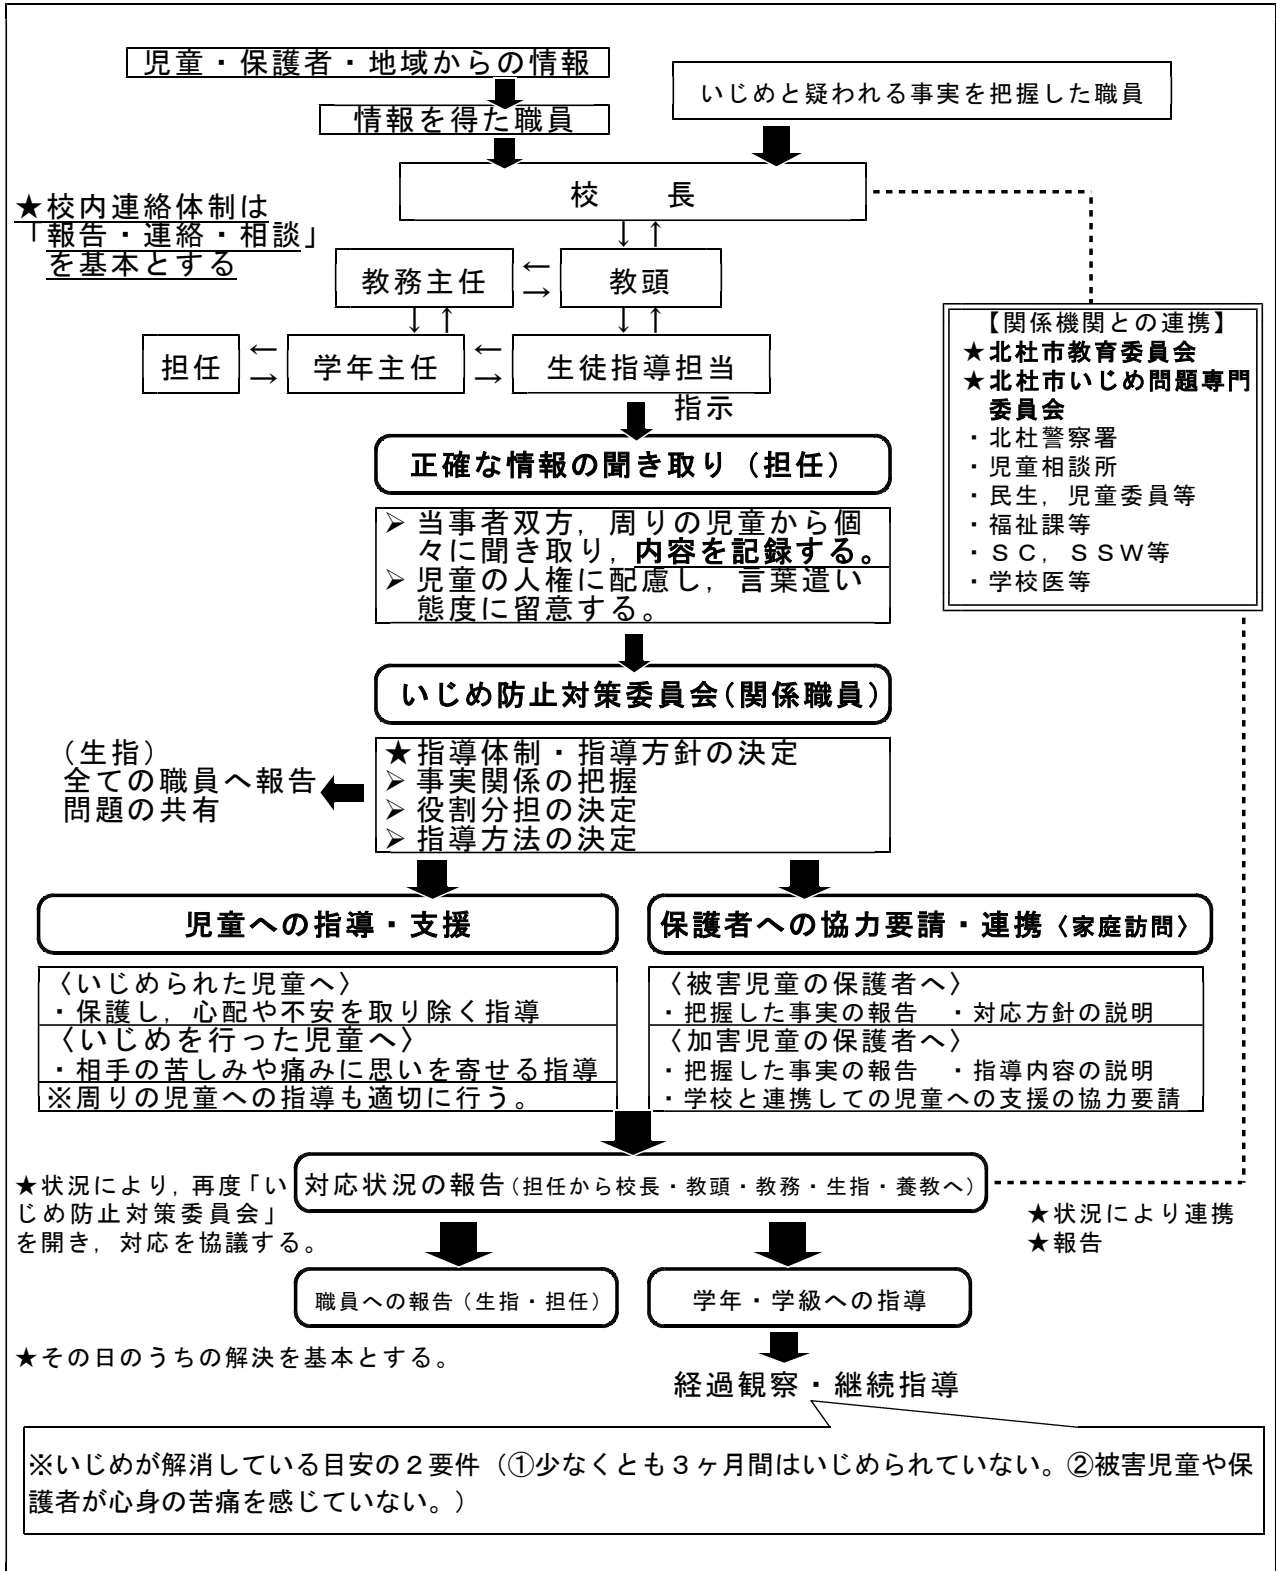 児童・保護者・地域からの情報
いじめと疑われる事実を把握した職員
情報を得た職員
校　　長
★校内連絡体制は
「報告・連絡・相談」
を基本とする
↓ ↑
教務主任
←
→
教頭
↓ ↑
↓ ↑
担任
←
→
学年主任
←
→
生徒指導担当
指示
【関係機関との連携】
★北杜市教育委員会
★北杜市いじめ問題専門
委員会
・北杜警察署
・児童相談所
・民生，児童委員等
・福祉課等
・ＳＣ，ＳＳＷ等
・学校医等
正確な情報の聞き取り（担任）
➢ 当事者双方，周りの児童から個
々に聞き取り，内容を記録する。
➢ 児童の人権に配慮し，言葉遣い
態度に留意する。
いじめ防止対策委員会(関係職員)
★指導体制・指導方針の決定
➢ 事実関係の把握
➢ 役割分担の決定
➢ 指導方法の決定
（生指）
全ての職員へ報告
問題の共有
児童への指導・支援
〈いじめられた児童へ〉
・保護し，心配や不安を取り除く指導
〈いじめを行った児童へ〉
・相手の苦しみや痛みに思いを寄せる指導
※周りの児童への指導も適切に行う。
保護者への協力要請・連携〈家庭訪問〉
〈被害児童の保護者へ〉
・把握した事実の報告　・対応方針の説明
〈加害児童の保護者へ〉
・把握した事実の報告　・指導内容の説明
・学校と連携しての児童への支援の協力要請
対応状況の報告(担任から校長・教頭・教務・生指・養教へ)
★状況により，再度「い
じめ防止対策委員会」
を開き，対応を協議する。
★状況により連携
★報告
職員への報告（生指・担任）
学年・学級への指導
★その日のうちの解決を基本とする。
経過観察・継続指導
※いじめが解消している目安の２要件（①少なくとも３ヶ月間はいじめられていない。②被害児童や保
護者が心身の苦痛を感じていない。）